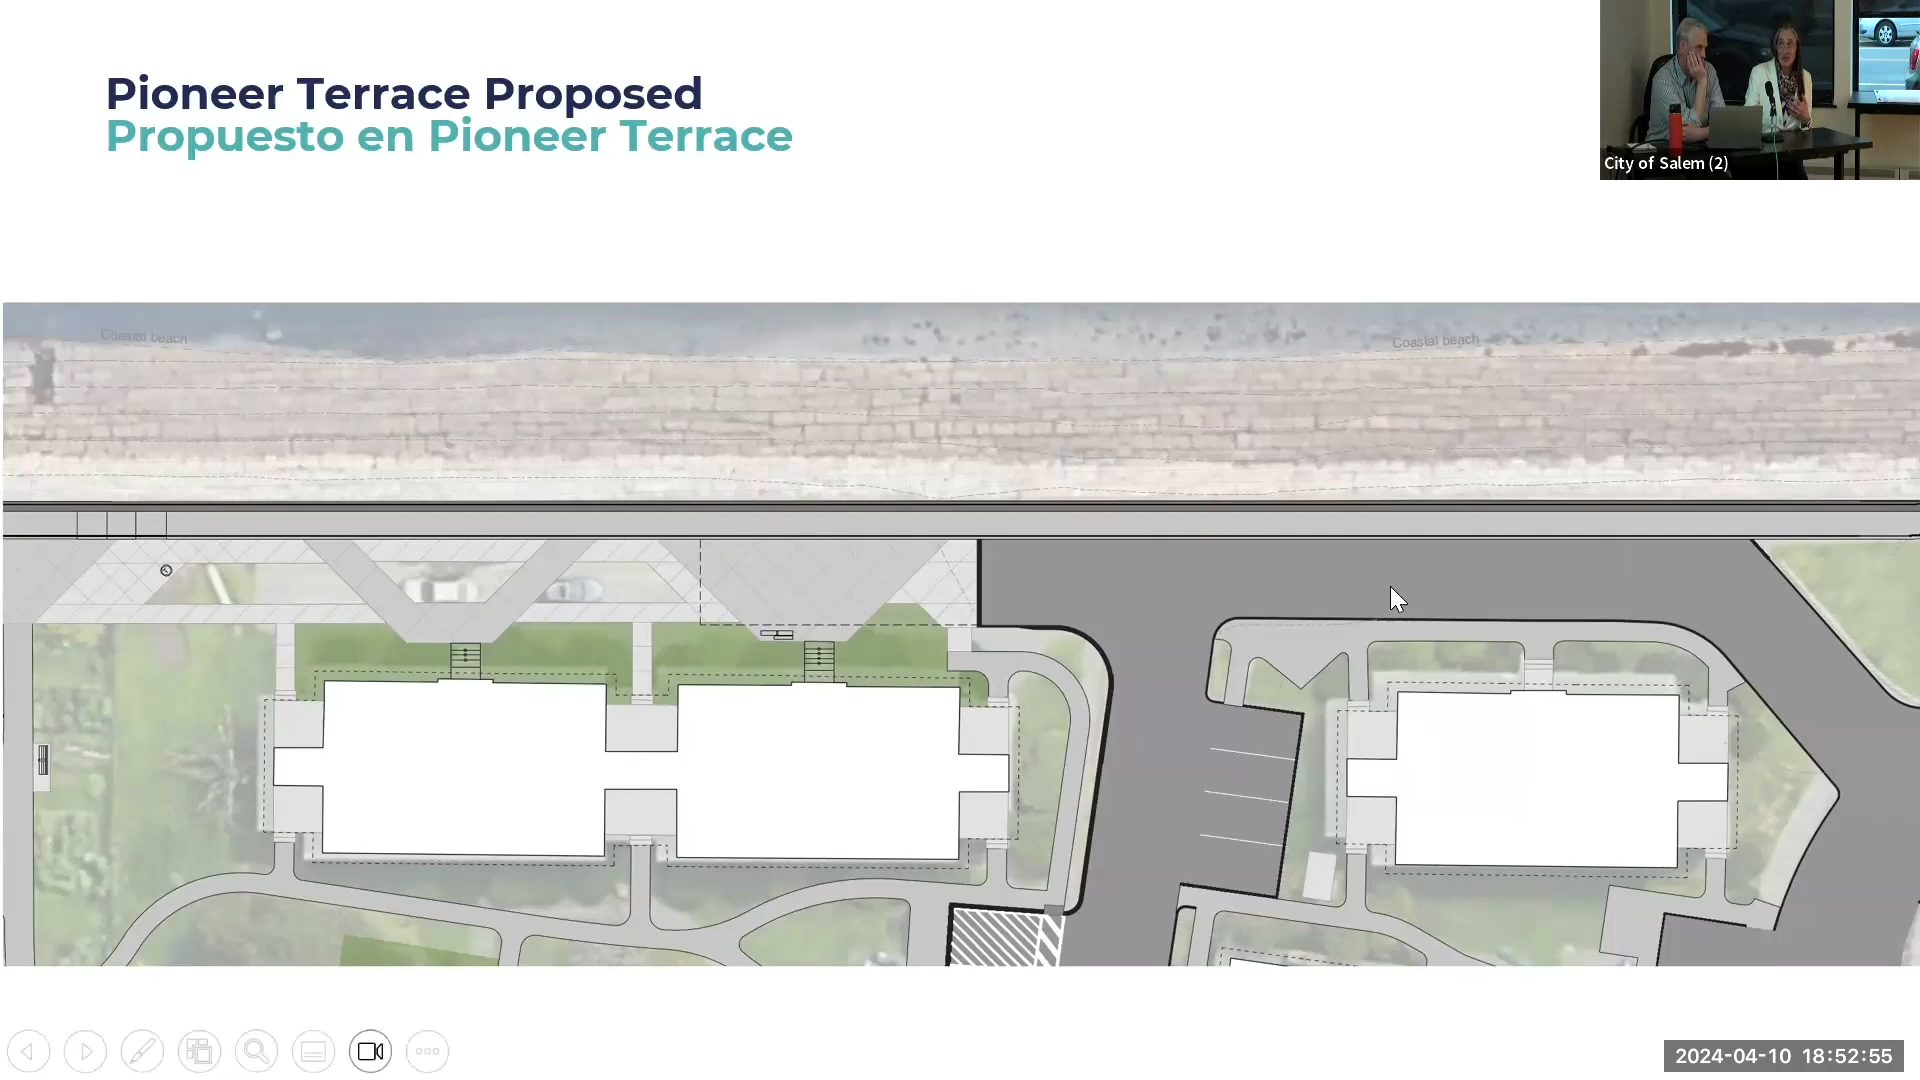 Pioneer Terrace Proposed
Propuesto en Pioneer Terrace
City of Salem (2)
Coastal beach
Coastal beach
2024-04-10 18:52:55